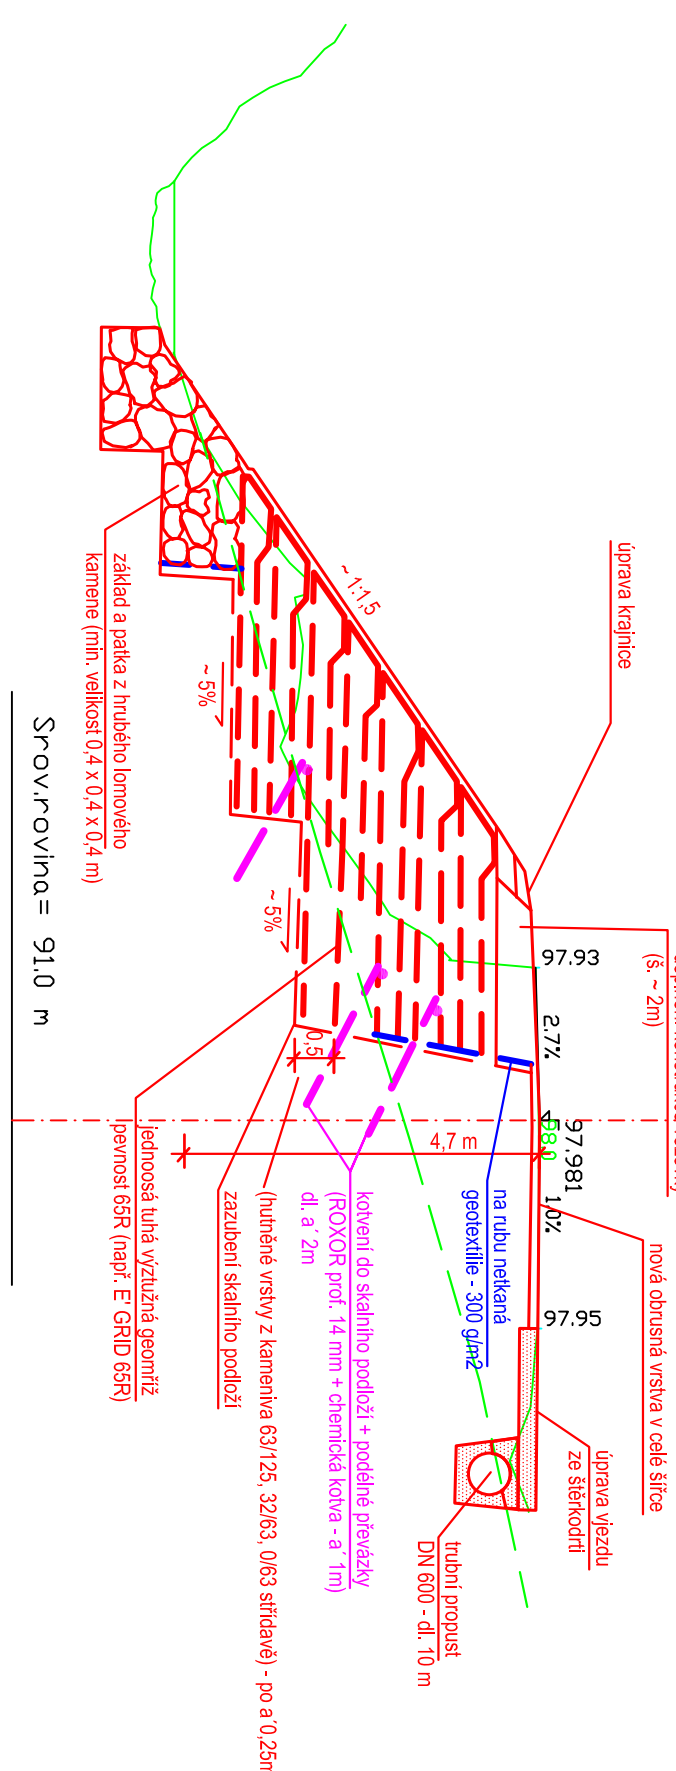 úprava krajnice
(š. ~ 2m)
~ 1:1,5
97.93
2.7%
97.981
98.0
1,0%
97.95
nová obrusná vrstva v celé šířce
úprava vjezdu
ze štěrkodrti
trubní propust
DN 600 - dl. 10 m
na rubu netkaná
geotextílie - 300 g/m2
4,7 m
0,5
~ 5%
~ 5%
kotvení do skalního podloží + podélné převázky
(ROXOR prof. 14 mm + chemická kotva - a´ 1m)
dl. a´ 2m
(hutněné vrstvy z kameniva 63/125, 32/63, 0/63 střídavě) - po a´0,25m
zazubení skalního podloží
jednoosá tuhá výztužná geomříž
pevnost 65R (např. E' GRID 65R)
základ a patka z hrubého lomového
kamene (min. velikost 0,4 x 0,4 x 0,4 m)
Srov.rovina= 91.0 m